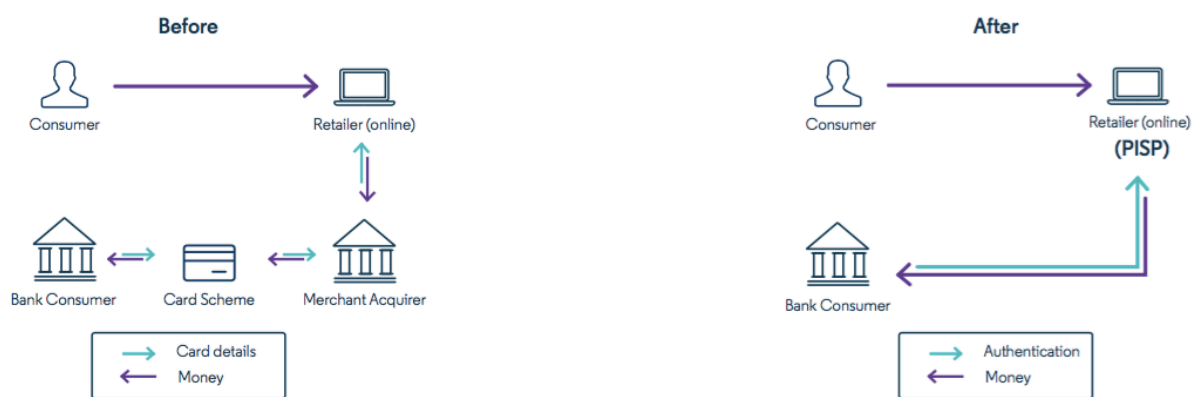 Before
Consumer
Retailer (online)
Bank Consumer
Card Scheme
Merchant Acquirer
Card details
Money
After
Consumer
Retailer (online)
(PISP)
Bank Consumer
Authentication
Money